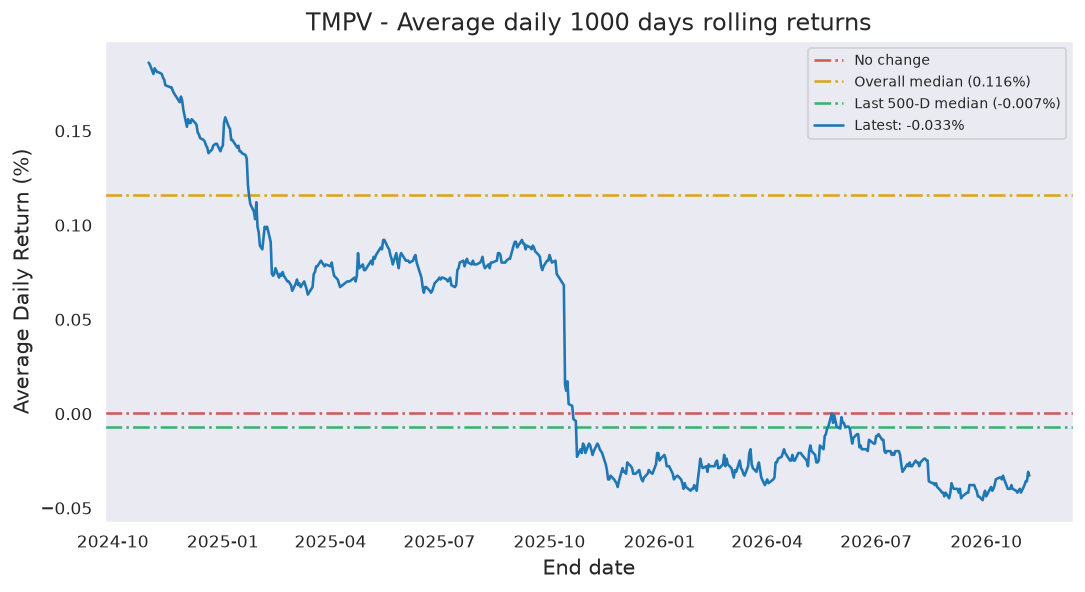 TMPV - Average daily 1000 days rolling returns
No change
Overall median (0.116%)
Last 500-D median (-0.007%)
Latest: -0.033%
Average Daily Return (%)
0.15
0.10
0.05
0.00
−0.05
2024-10 2025-01 2025-04 2025-07 2025-10 2026-01 2026-04 2026-07 2026-10
End date